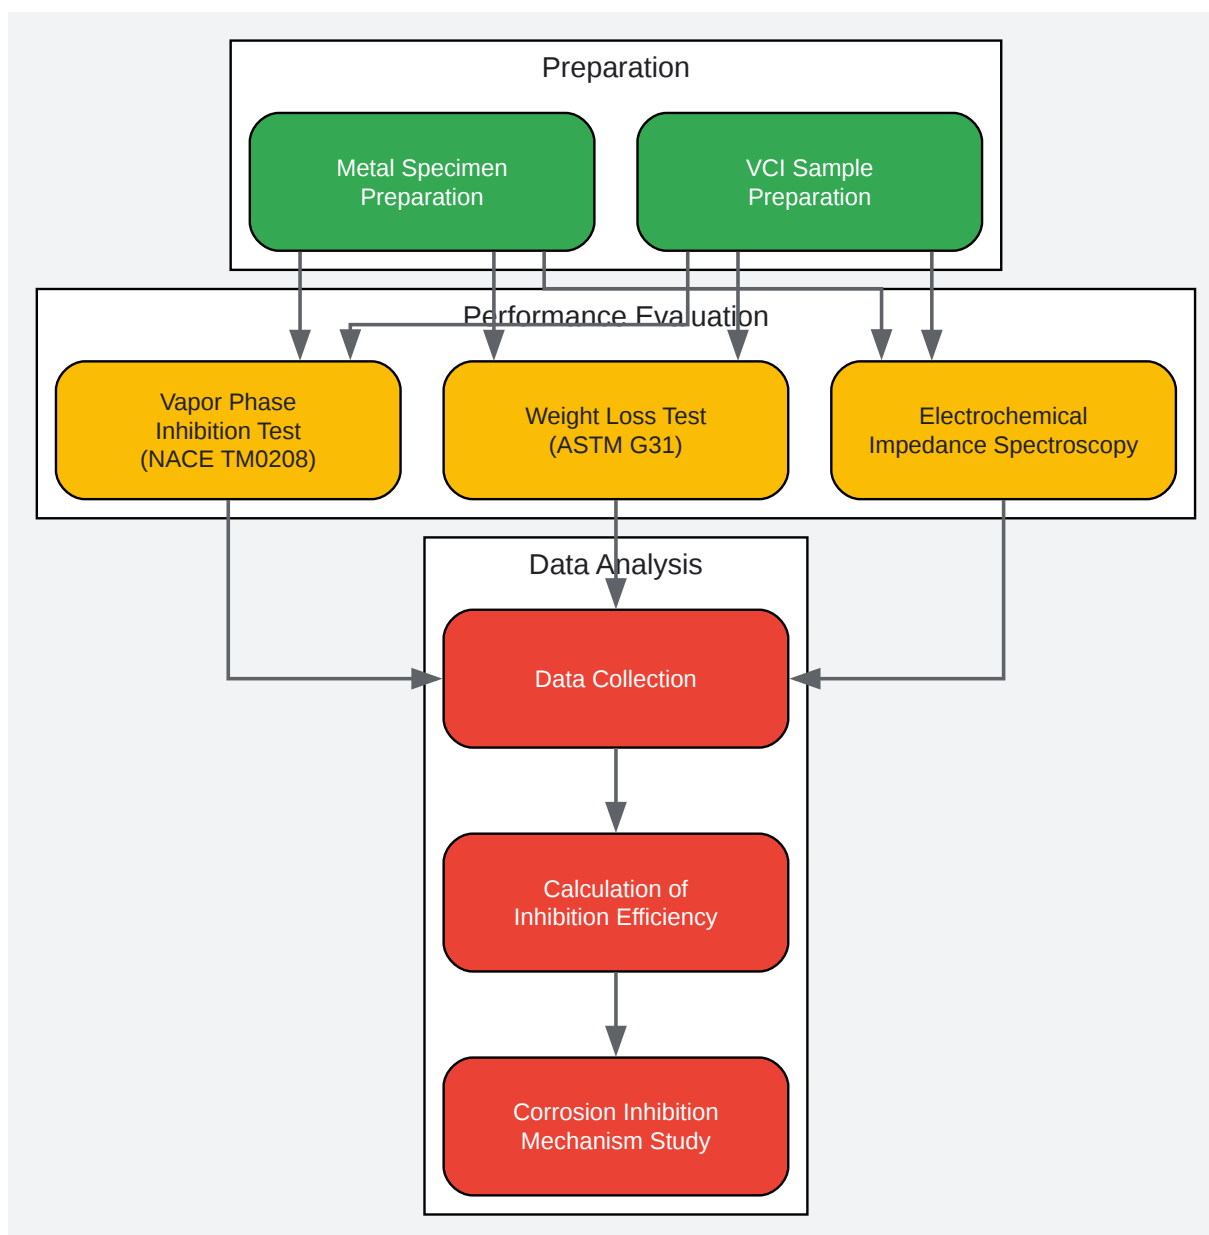 Preparation
Metal Specimen
Preparation
VCI Sample
Preparation
Performance Evaluation
Vapor Phase
Inhibition Test
(NACE TM0208)
Weight Loss Test
(ASTM G31)
Electrochemical
Impedance Spectroscopy
Data Analysis
Data Collection
Calculation of
Inhibition Efficiency
Corrosion Inhibition
Mechanism Study